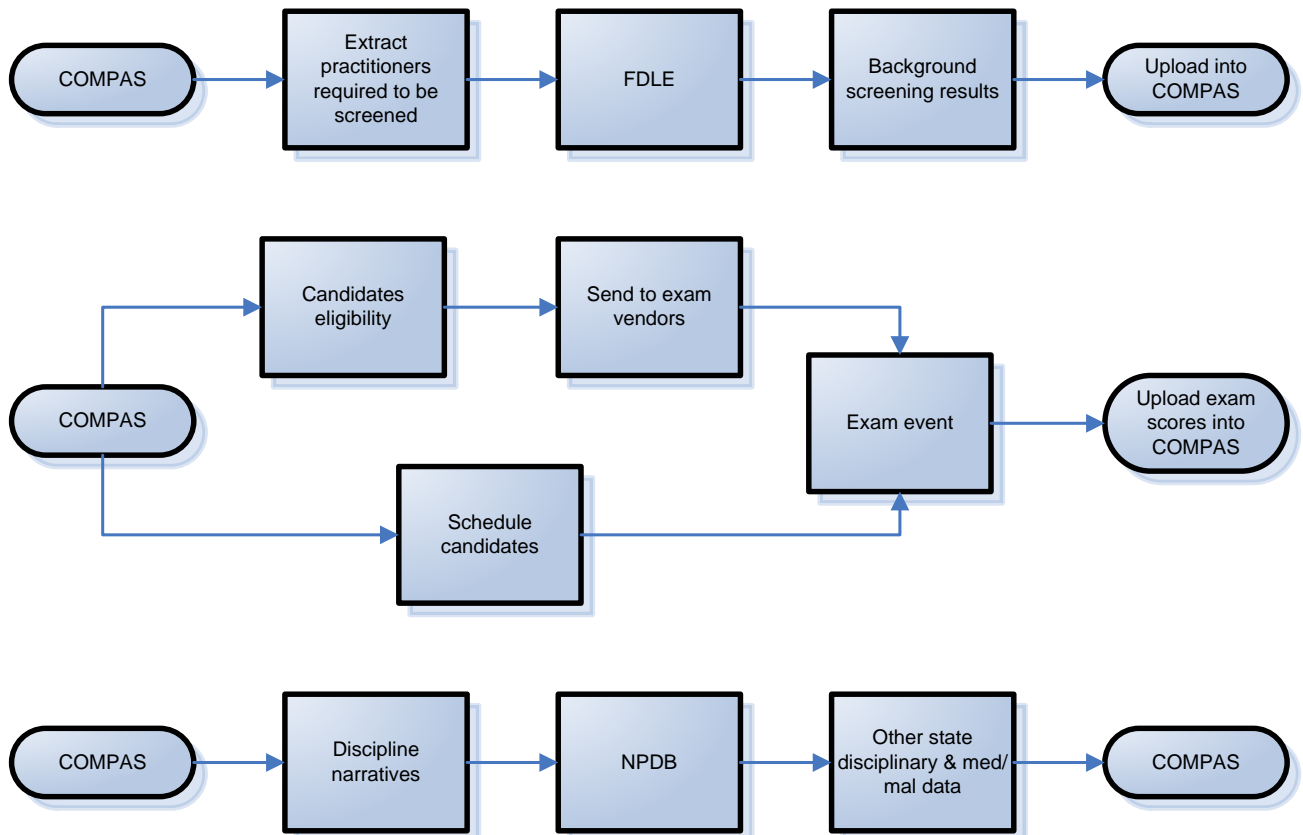 COMPAS
Extract
practitioners
required to be
screened
FDLE
Background
screening results
Upload into
COMPAS
Candidates
eligibility
Send to exam
vendors
COMPAS
Exam event
Upload exam
scores into
COMPAS
Schedule
candidates
COMPAS
Discipline
narratives
NPDB
Other state
disciplinary & med/
mal data
COMPAS